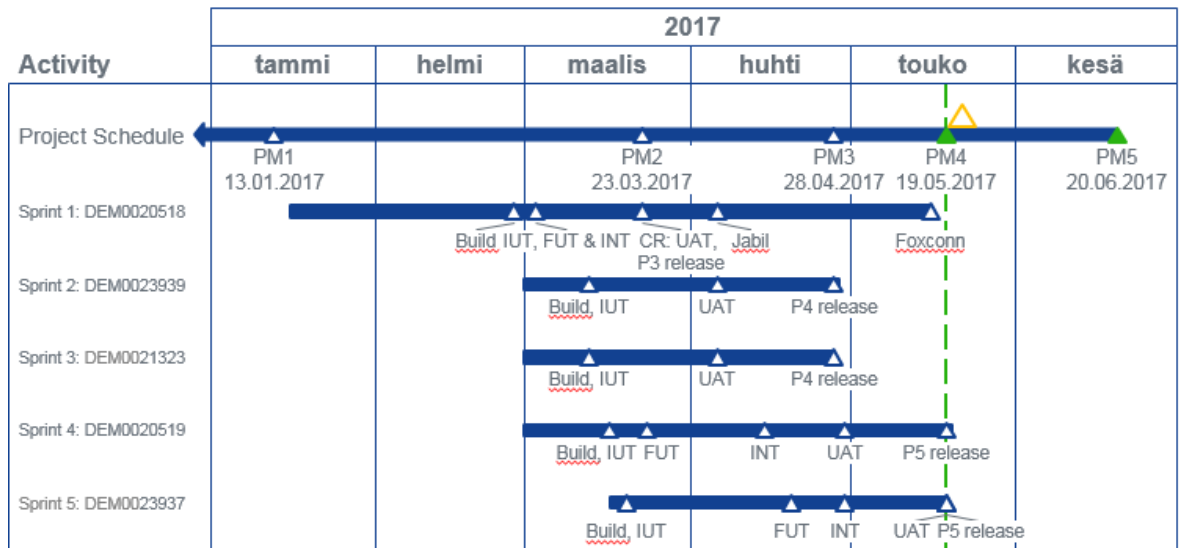 2017
Activity tammi helmi maalis huhti touko kesä
Project Schedule
PM1 PM2 PM3 PM4 PM5
13.01.2017 23.03.2017 28.04.2017 19.05.2017 20.06.2017
Sprint 1: DEM0020518
Build IUT, FUT & INT CR: UAT, Jabil Foxconn
P3 release
Sprint 2: DEM0023939
Build, IUT UAT P4 release
Sprint 3: DEM0021323
Build, IUT UAT P4 release
Sprint 4: DEM0020519
Build, IUT FUT INT UAT P5 release
Sprint 5: DEM0023937
Build, IUT FUT INT UAT P5 release